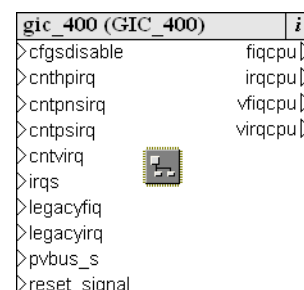 gic_400 (GIC_400) i
cfgsdisable fiqcpu
cnthpirq irqcpu
cntpnsirq vfiqcpu
cntpsirq virqcpu
cntvirq
irqs
legacyfiq
legacyirq
pvbus_s
reset_signal